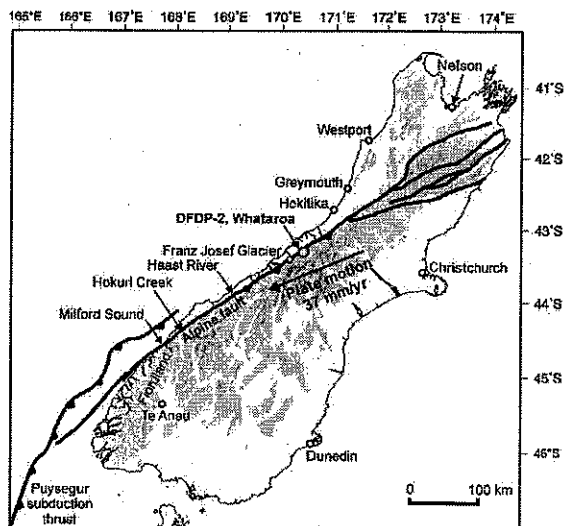 165°E 166°E 167°E 168°E 169°E 170°E 171°E 172°E 173°E 174°E
Nelson
41°S
Westport
42°S
Greymouth
Hokitika
DFDP-2, Whataroa
43°S
Franz Josef Glacier
Haast River
Hokuri Creek
Christchurch
Plate motion
37 mm/yr
44°S
Milford Sound
Alpine fault
Fiordland
45°S
Te Anau
Dunedin
46°S
Puysegur
subduction
thrust
0 100 km